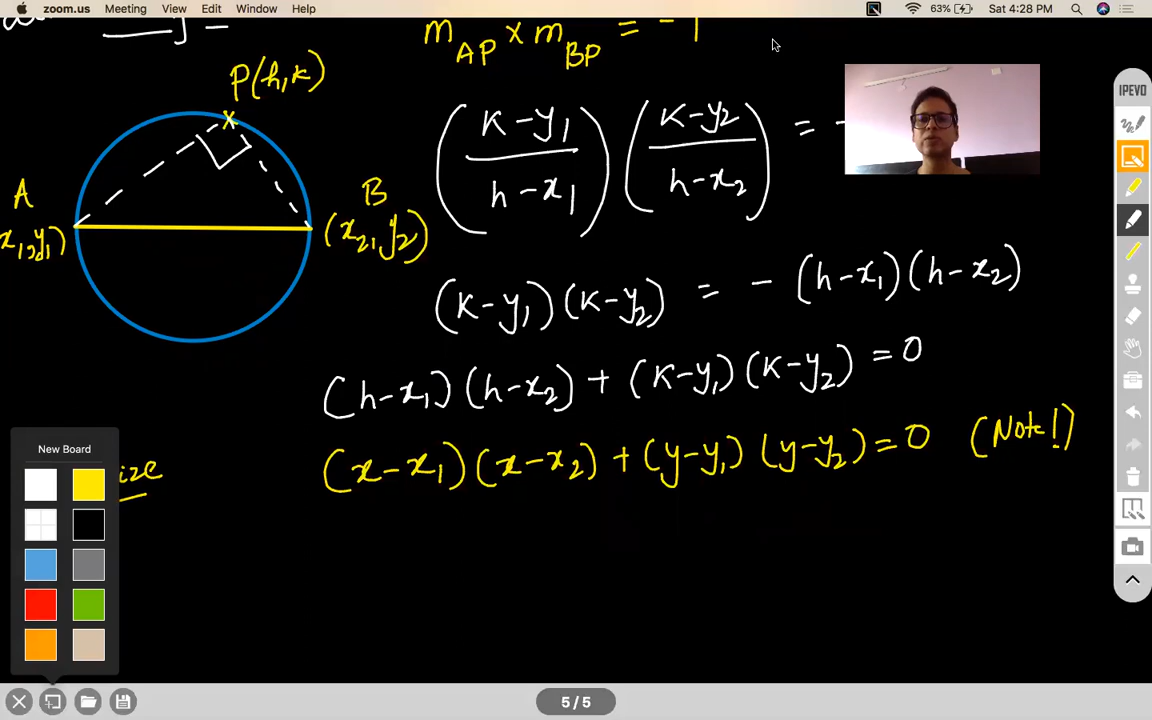 zoom.us Meeting View Edit Window Help 63% Sat 4:28 PM
m_AP × m_BP = -1
P(h,k)
A
(x₁,y₁)
B
(x₂,y₂)
((k-y₁)/(h-x₁)) ((k-y₂)/(h-x₂)) = -
(k-y₁)(k-y₂) = -(h-x₁)(h-x₂)
(h-x₁)(h-x₂) + (k-y₁)(k-y₂) = 0
(x-x₁)(x-x₂) + (y-y₁)(y-y₂) = 0 (Note!)
ize
New Board
5/5
IPEVO